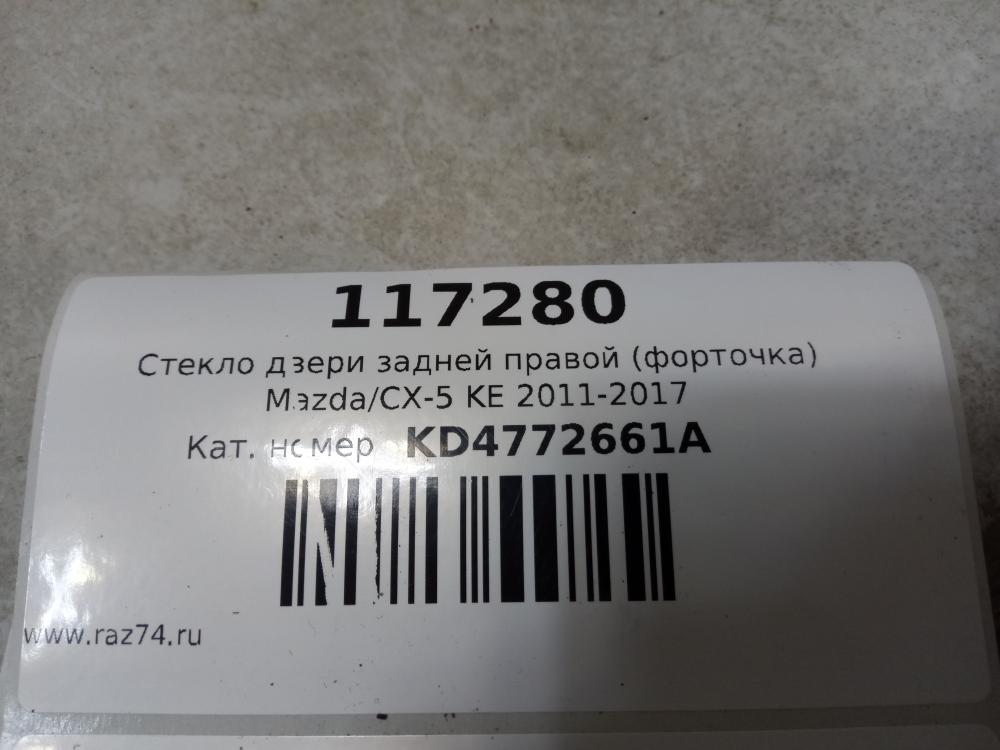 117280
Стекло двери задней правой (форточка)
Mazda/CX-5 KE 2011-2017
Кат. номер KD4772661A
www.raz74.ru